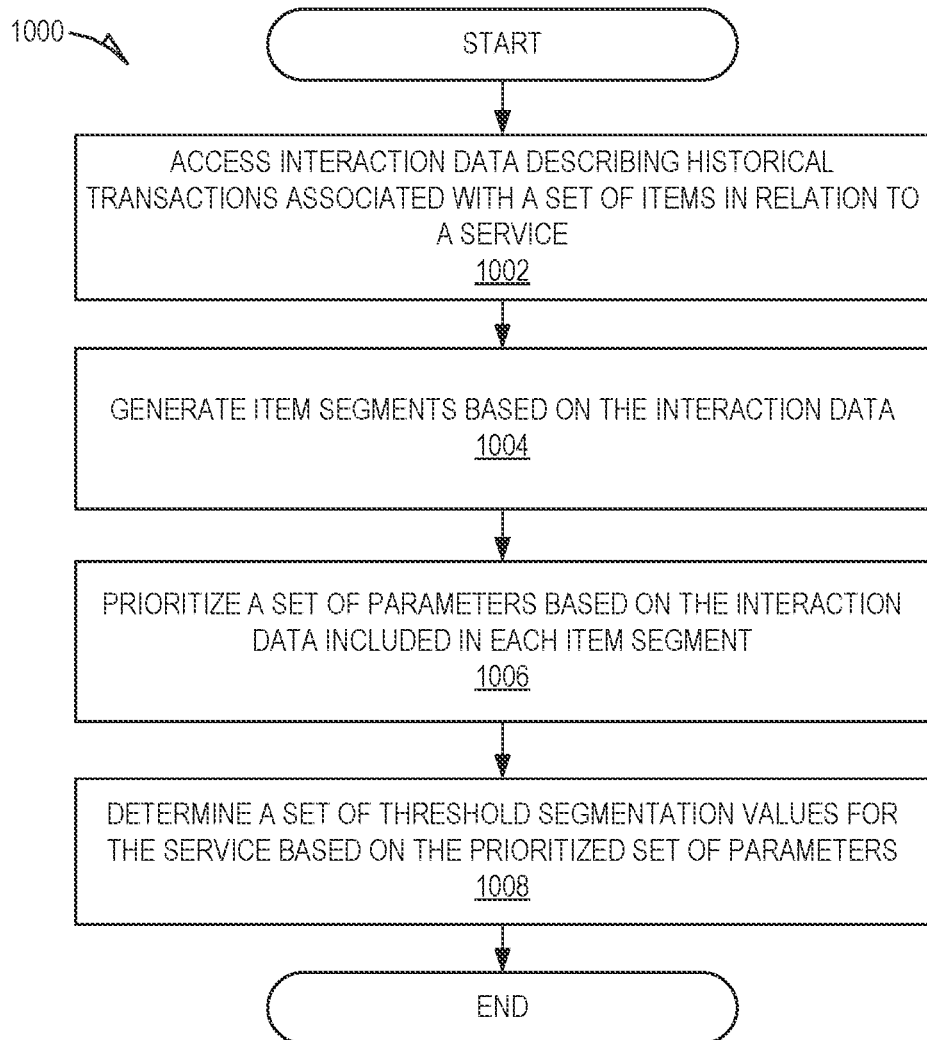 1000
START
ACCESS INTERACTION DATA DESCRIBING HISTORICAL
TRANSACTIONS ASSOCIATED WITH A SET OF ITEMS IN RELATION TO
A SERVICE
1002
GENERATE ITEM SEGMENTS BASED ON THE INTERACTION DATA
1004
PRIORITIZE A SET OF PARAMETERS BASED ON THE INTERACTION
DATA INCLUDED IN EACH ITEM SEGMENT
1006
DETERMINE A SET OF THRESHOLD SEGMENTATION VALUES FOR
THE SERVICE BASED ON THE PRIORITIZED SET OF PARAMETERS
1008
END